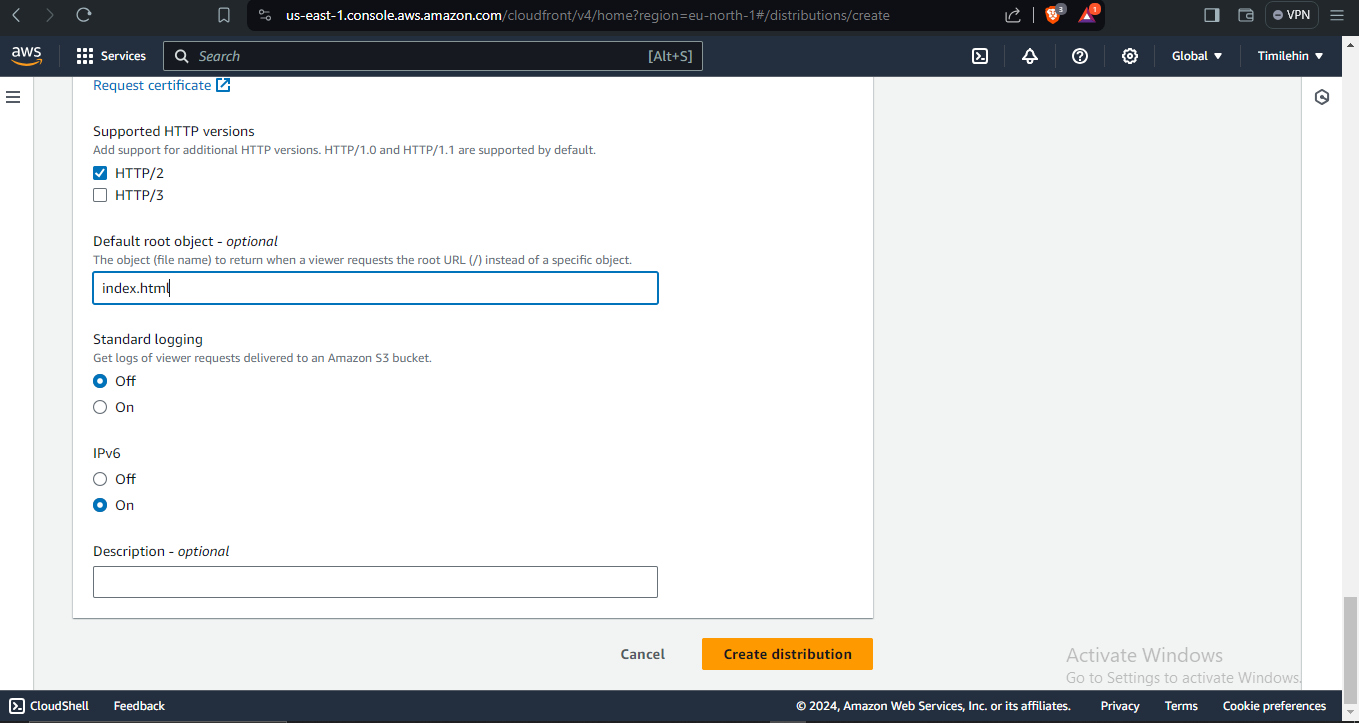 us-east-1.console.aws.amazon.com/cloudfront/v4/home?region=eu-north-1#/distributions/create
3
1
VPN
aws
Services
Search
[Alt+S]
Global
Timilehin
Request certificate
Supported HTTP versions
Add support for additional HTTP versions. HTTP/1.0 and HTTP/1.1 are supported by default.
HTTP/2
HTTP/3
Default root object - optional
The object (file name) to return when a viewer requests the root URL (/) instead of a specific object.
index.html
Standard logging
Get logs of viewer requests delivered to an Amazon S3 bucket.
Off
On
IPv6
Off
On
Description - optional
Cancel
Create distribution
Activate Windows
Go to Settings to activate Windows.
CloudShell
Feedback
© 2024, Amazon Web Services, Inc. or its affiliates.
Privacy
Terms
Cookie preferences